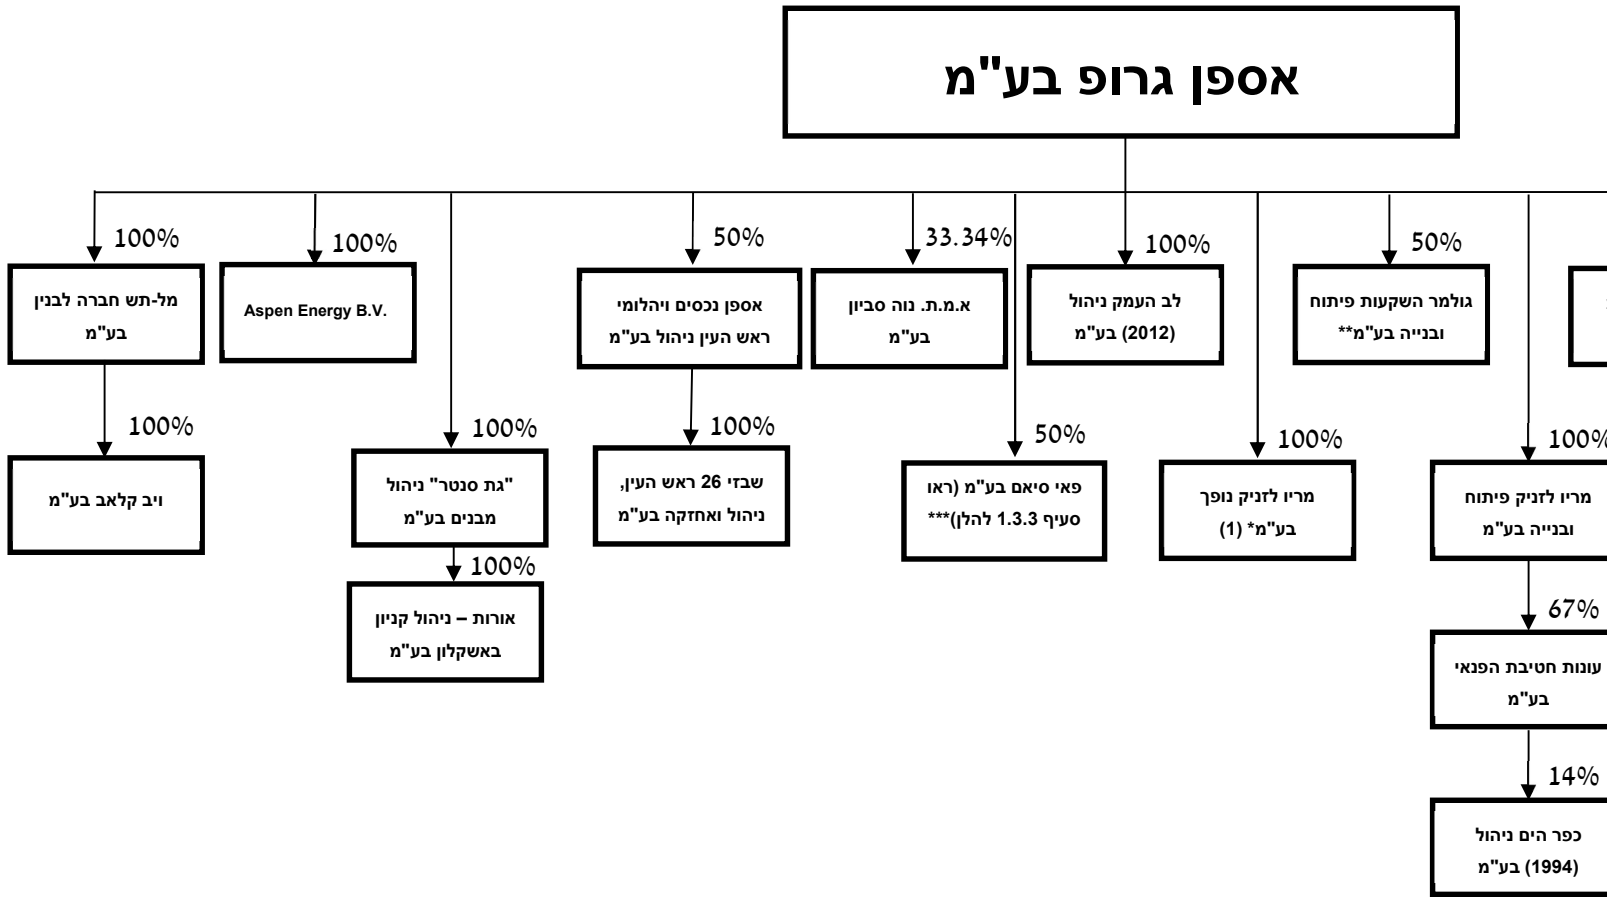 אספן גרופ בע"מ
50%
100%
33.34%
50%
100%
100%
גולמר השקעות פיתוח
ובנייה בע"מ**
לב העמק ניהול
(2012) בע"מ
א.מ.ת. נוה סביון
בע"מ
אספן נכסים ויהלומי
ראש העין ניהול בע"מ
Aspen Energy B.V.
מל-תש חברה לבנין
בע"מ
100%
100%
50%
100%
100%
100%
מריו לזניק פיתוח
ובנייה בע"מ
מריו לזניק נופך
בע"מ* (1)
פאי סיאם בע"מ (ראו
סעיף 1.3.3 להלן)***
שבזי 26 ראש העין,
ניהול ואחזקה בע"מ
"גת סנטר" ניהול
מבנים בע"מ
ויב קלאב בע"מ
67%
100%
עונות חטיבת הפנאי
בע"מ
אורות – ניהול קניון
באשקלון בע"מ
14%
כפר הים ניהול
(1994) בע"מ